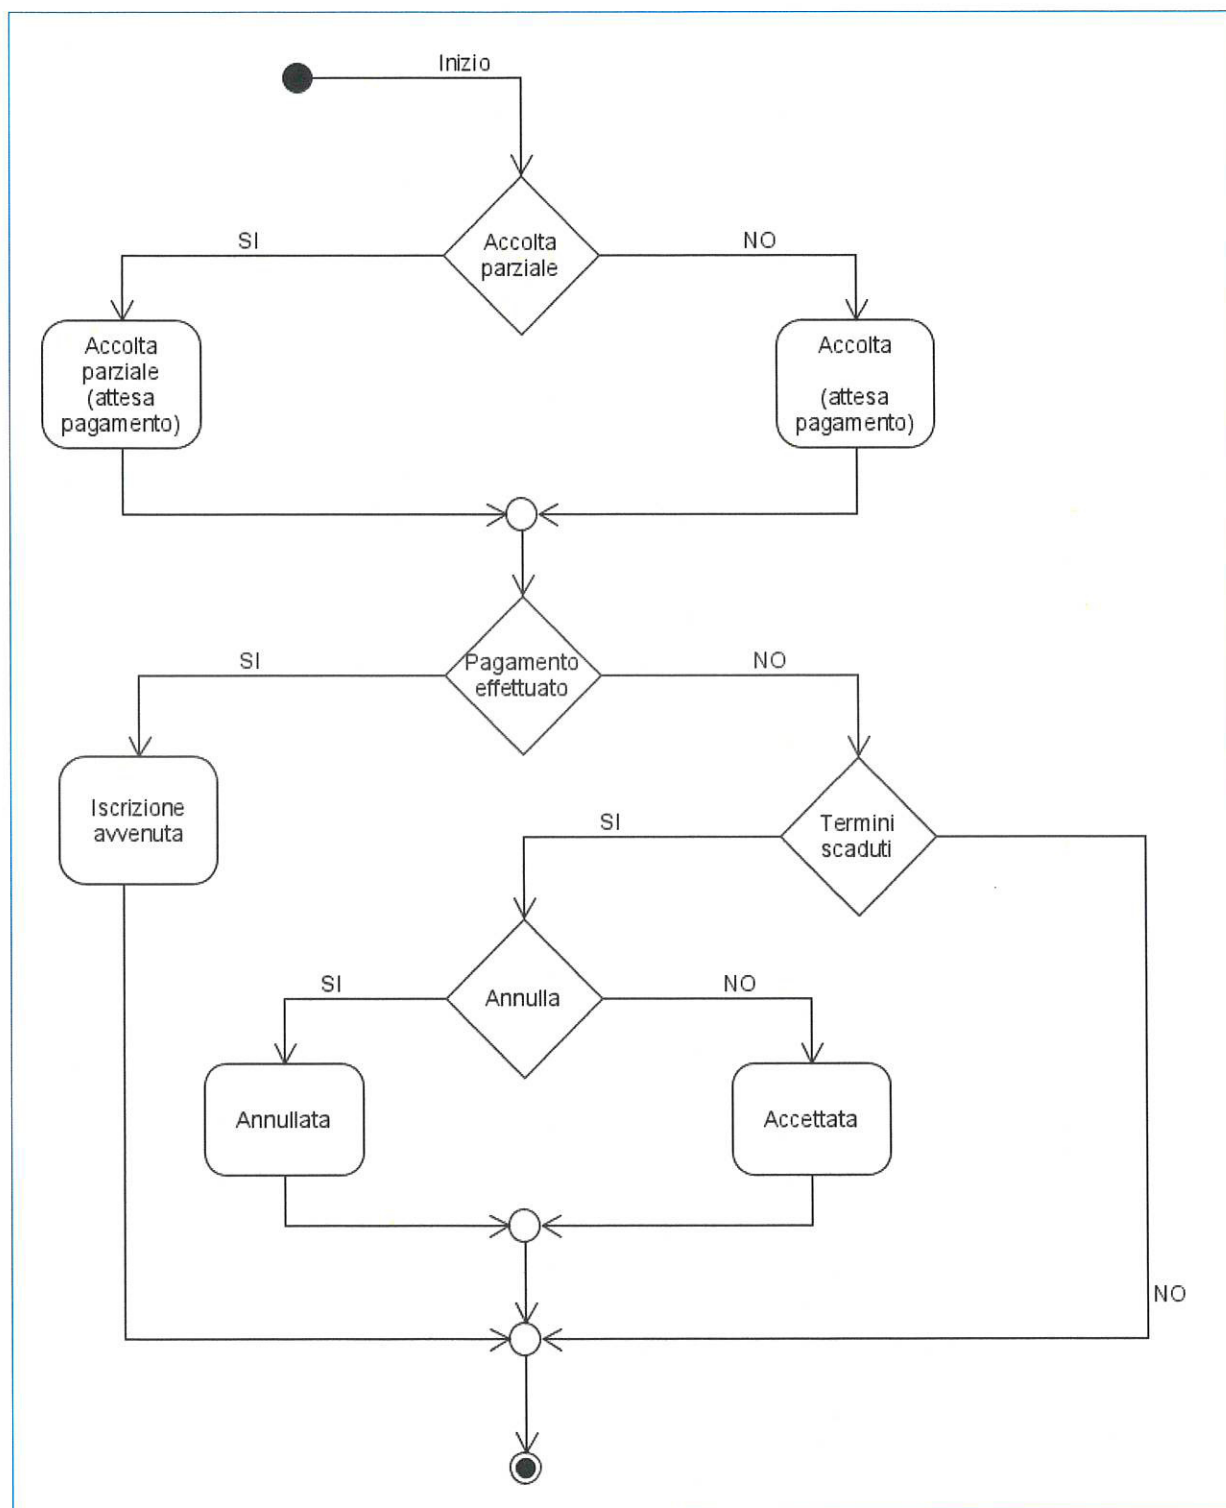 Inizio
SI
Accolta
parziale
NO
Accolta
parziale
(attesa
pagamento)
Accolta
(attesa
pagamento)
SI
Pagamento
effettuato
NO
Iscrizione
avvenuta
SI
Termini
scaduti
SI
Annulla
NO
Annullata
Accettata
NO